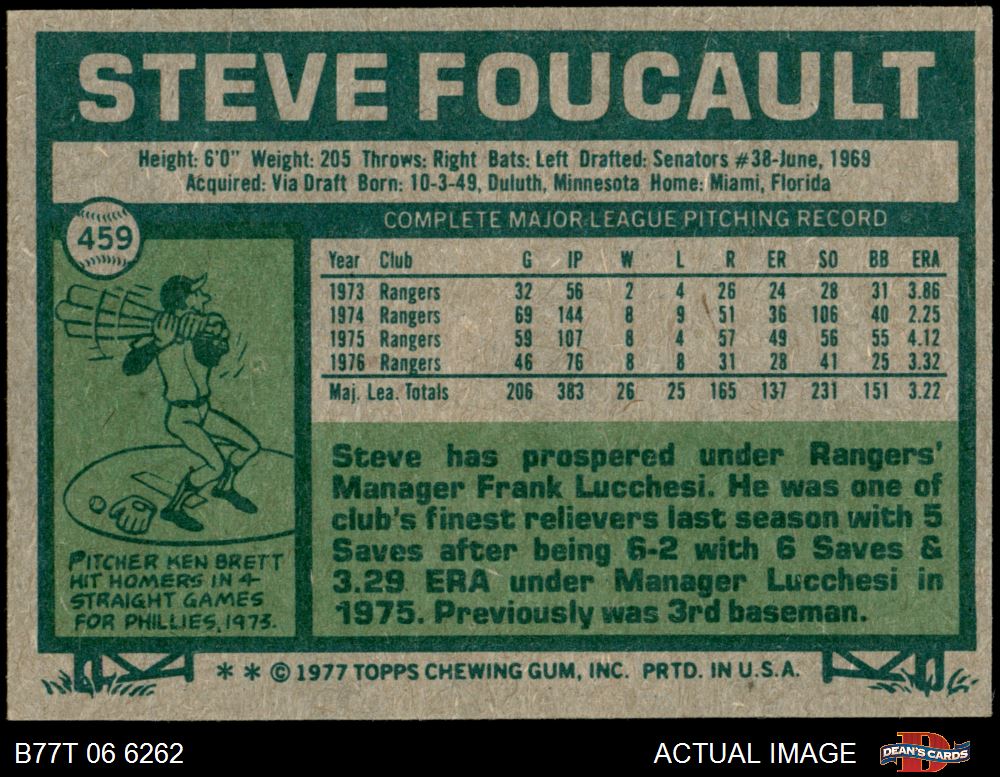 STEVE FOUCAULT
Height: 6'0" Weight: 205 Throws: Right Bats: Left Drafted: Senators #38-June, 1969
Acquired: Via Draft Born: 10-3-49, Duluth, Minnesota Home: Miami, Florida
459
COMPLETE MAJOR LEAGUE PITCHING RECORD
Year Club G IP W L R ER SO BB ERA
1973 Rangers 32 56 2 4 26 24 28 31 3.86
1974 Rangers 69 144 8 9 51 36 106 40 2.25
1975 Rangers 59 107 8 4 57 49 56 55 4.12
1976 Rangers 46 76 8 8 31 28 41 25 3.32
Maj. Lea. Totals 206 383 26 25 165 137 231 151 3.22
Steve has prospered under Rangers'
Manager Frank Lucchesi. He was one of
club's finest relievers last season with 5
Saves after being 6-2 with 6 Saves &
3.29 ERA under Manager Lucchesi in
1975. Previously was 3rd baseman.
PITCHER KEN BRETT
HIT HOMERS IN 4
STRAIGHT GAMES
FOR PHILLIES, 1973.
* * © 1977 TOPPS CHEWING GUM, INC. PRTD. IN U.S.A.
B77T 06 6262
ACTUAL IMAGE
D
DEAN'S CARDS